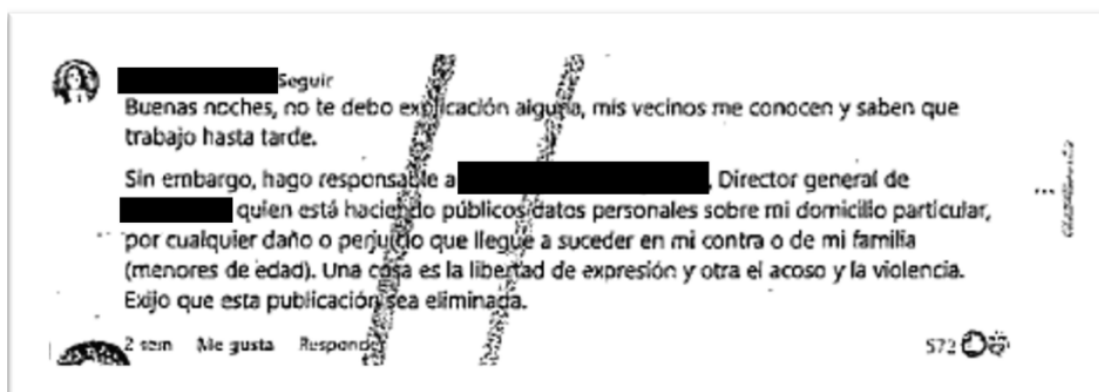 Seguir
Buenas noches, no te debo explicación alguna, mis vecinos me conocen y saben que
trabajo hasta tarde.
Sin embargo, hago responsable a , Director general de
quien está haciendo públicos datos personales sobre mi domicilio particular,
por cualquier daño o perjuicio que llegue a suceder en mi contra o de mi familia
(menores de edad). Una cosa es la libertad de expresión y otra el acoso y la violencia.
Exijo que esta publicación sea eliminada.
2 sem Me gusta Responder 572